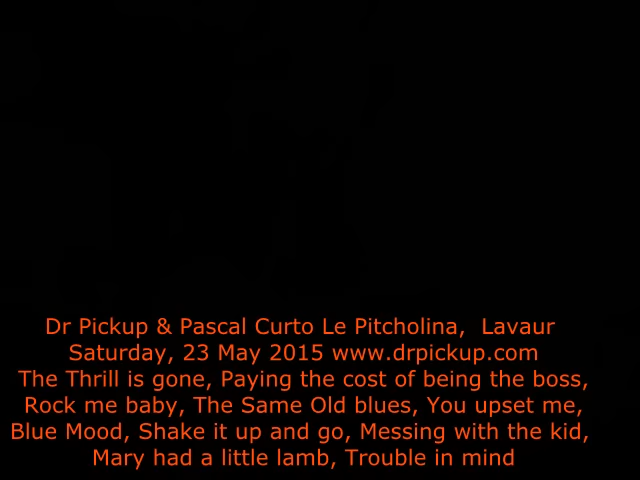 Dr Pickup & Pascal Curto Le Pitcholina, Lavaur
Saturday, 23 May 2015 www.drpickup.com
The Thrill is gone, Paying the cost of being the boss,
Rock me baby, The Same Old blues, You upset me,
Blue Mood, Shake it up and go, Messing with the kid,
Mary had a little lamb, Trouble in mind